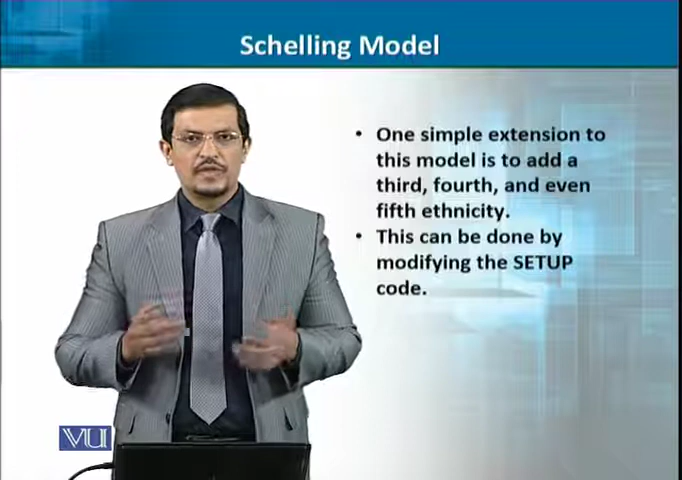 Schelling Model
• One simple extension to
this model is to add a
third, fourth, and even
fifth ethnicity.
• This can be done by
modifying the SETUP
code.
VU